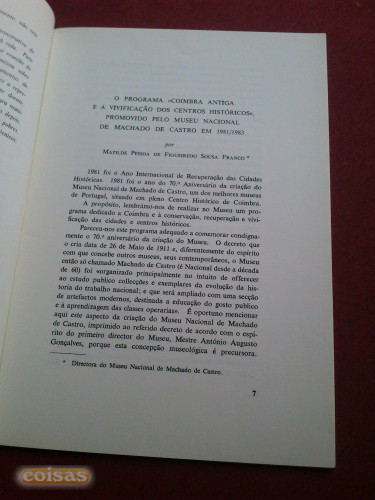 O PROGRAMA «COIMBRA ANTIGA
E A VIVIFICAÇÃO DOS CENTROS HISTÓRICOS»,
PROMOVIDO PELO MUSEU NACIONAL
DE MACHADO DE CASTRO EM 1981/1983
por
MATILDE PESSOA DE FIGUEIREDO SOUSA FRANCO *
1981 foi o Ano Internacional de Recuperação das Cidades
Históricas. 1981 foi o ano do 70.º Aniversário da criação do
Museu Nacional de Machado de Castro, um dos melhores museus
de Portugal, situado em pleno Centro Histórico de Coimbra.
A propósito, lembrámo-nos de realizar no Museu um pro-
grama dedicado a Coimbra e à conservação, recuperação e vivi-
ficação das cidades e centros históricos.
Pareceu-nos este programa adequado a comemorar condigna-
mente o 70.º aniversário da criação do Museu. O decreto que
o cria data de 26 de Maio de 1911 e, diferentemente do espírito
com que concebe outros museus, seus contemporâneos, o Museu
então só chamado Machado de Castro (é Nacional desde a década
de 60) foi «organizado principalmente no intuito de offerecer
ao estudo publico collecções e exemplares da evolução da his-
toria do trabalho nacional; e que será ampliado com uma secção
de artefactos modernos, destinada a educação do gosto publico
e á aprendizagem das classes operarias». É oportuno mencionar
aqui este aspecto da criação do Museu Nacional de Machado
de Castro, imprimido ao referido decreto de acordo com o espí-
rito do primeiro director do Museu, Mestre António Augusto
Gonçalves, porque esta concepção museológica é precursora.
* Directora do Museu Nacional de Machado de Castro.
7
coisas